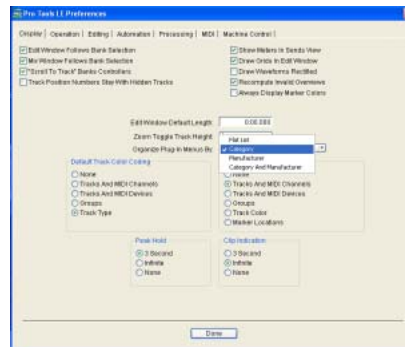 Pro Tools LE Preferences
Display | Operation | Editing | Automation | Processing | MIDI | Machine Control |
Edit Window Follows Bank Selection
Mix Window Follows Bank Selection
"Scroll To Track" Banks Controllers
Track Position Numbers Stay With Hidden Tracks
Show Meters in Sends View
Draw Grids in Edit Window
Draw Waveforms Rectified
Recompute Invalid Overviews
Always Display Marker Colors
Edit Window Default Length: 0:00.000
Zoom Toggle Track Height:
Organize Plug-In Menus By:
Flat List
Category
Manufacturer
Category And Manufacturer
Default Track Color Coding
None
Tracks And MIDI Channels
Tracks And MIDI Devices
Groups
Track Type
None
Tracks And MIDI Channels
Tracks And MIDI Devices
Groups
Track Color
Marker Locations
Peak Hold
3 Second
Infinite
None
Clip Indication
3 Second
Infinite
None
Done